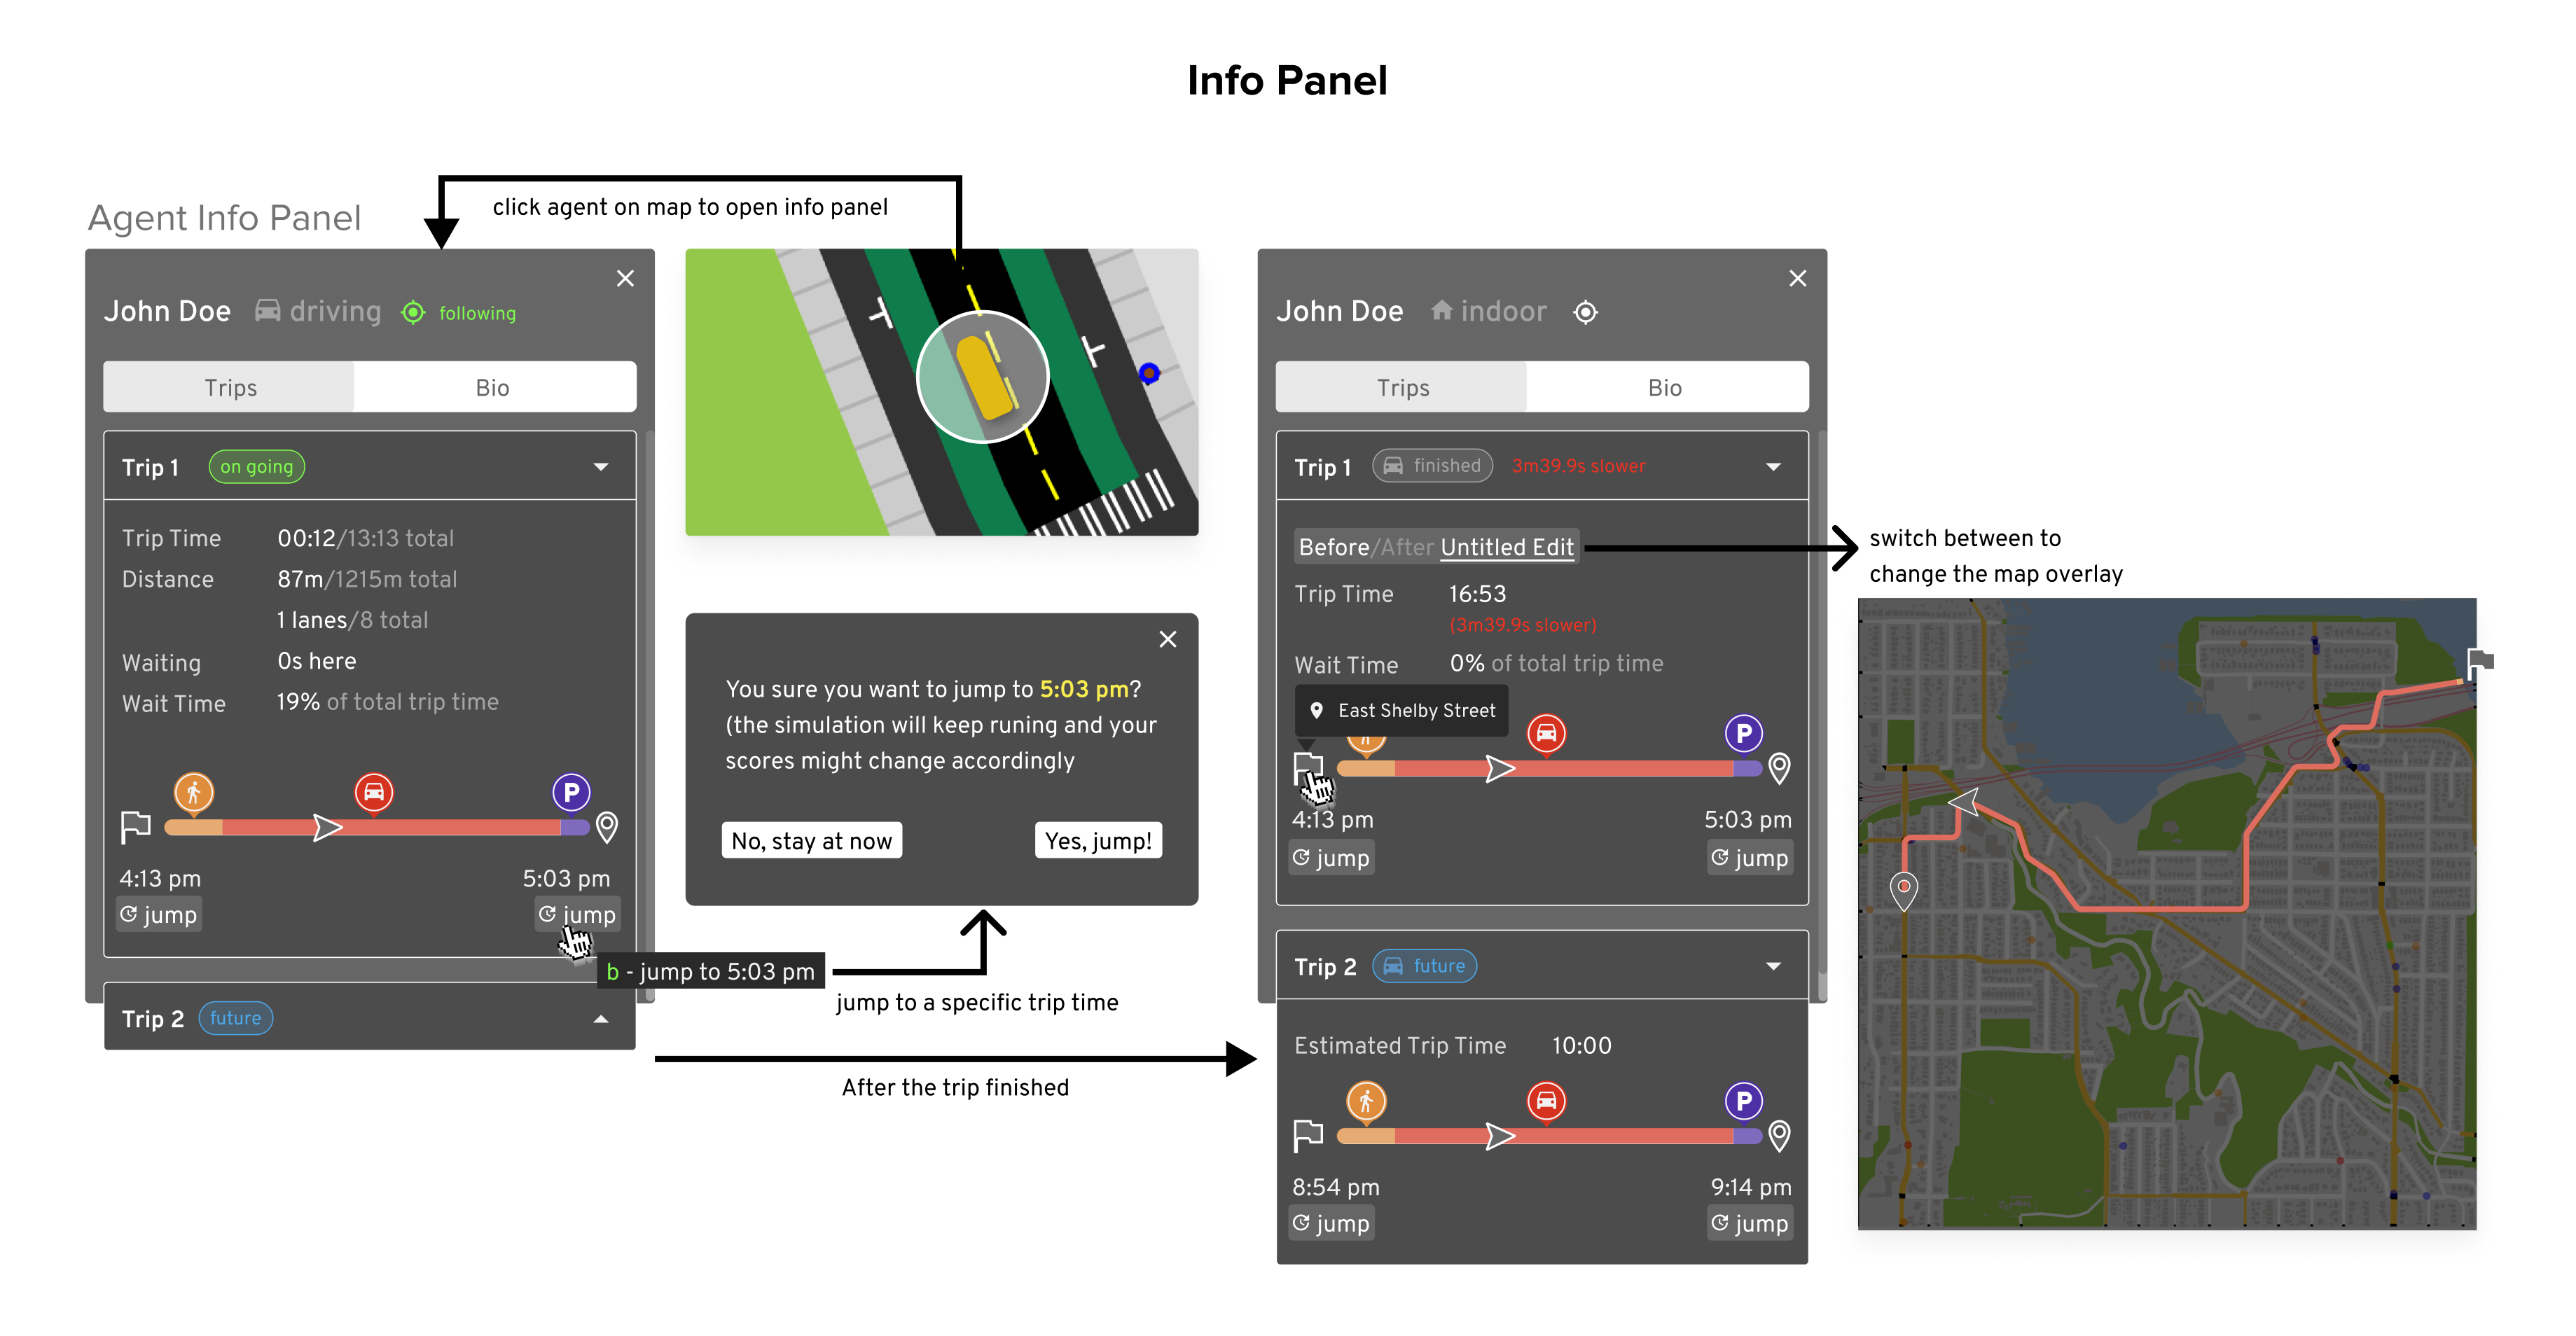 Info Panel
Agent Info Panel
click agent on map to open info panel
John Doe driving following
Trips Bio
Trip 1 on going
Trip Time 00:12/13:13 total
Distance 87m/1215m total
1 lanes/8 total
Waiting 0s here
Wait Time 19% of total trip time
P
4:13 pm 5:03 pm
jump jump
b - jump to 5:03 pm
Trip 2 future
You sure you want to jump to 5:03 pm?
(the simulation will keep runing and your
scores might change accordingly
No, stay at now Yes, jump!
jump to a specific trip time
After the trip finished
John Doe indoor
Trips Bio
Trip 1 finished 3m39.9s slower
Before/After Untitled Edit
Trip Time 16:53
(3m39.9s slower)
Wait Time 0% of total trip time
East Shelby Street
P
4:13 pm 5:03 pm
jump jump
Trip 2 future
Estimated Trip Time 10:00
P
8:54 pm 9:14 pm
jump jump
switch between to
change the map overlay